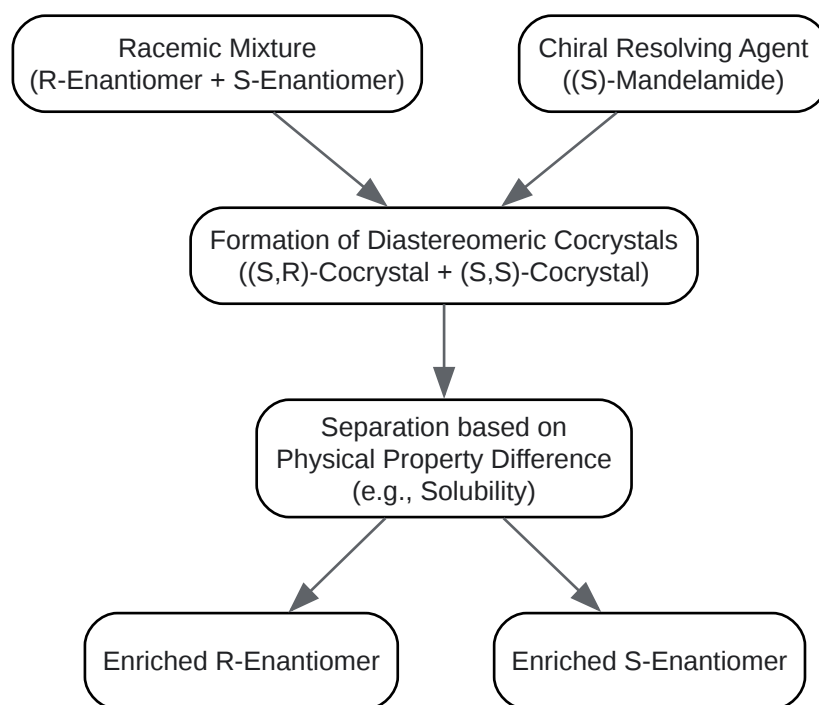 Racemic Mixture
(R-Enantiomer + S-Enantiomer)
Chiral Resolving Agent
((S)-Mandelamide)
Formation of Diastereomeric Cocrystals
((S,R)-Cocrystal + (S,S)-Cocrystal)
Separation based on
Physical Property Difference
(e.g., Solubility)
Enriched R-Enantiomer
Enriched S-Enantiomer